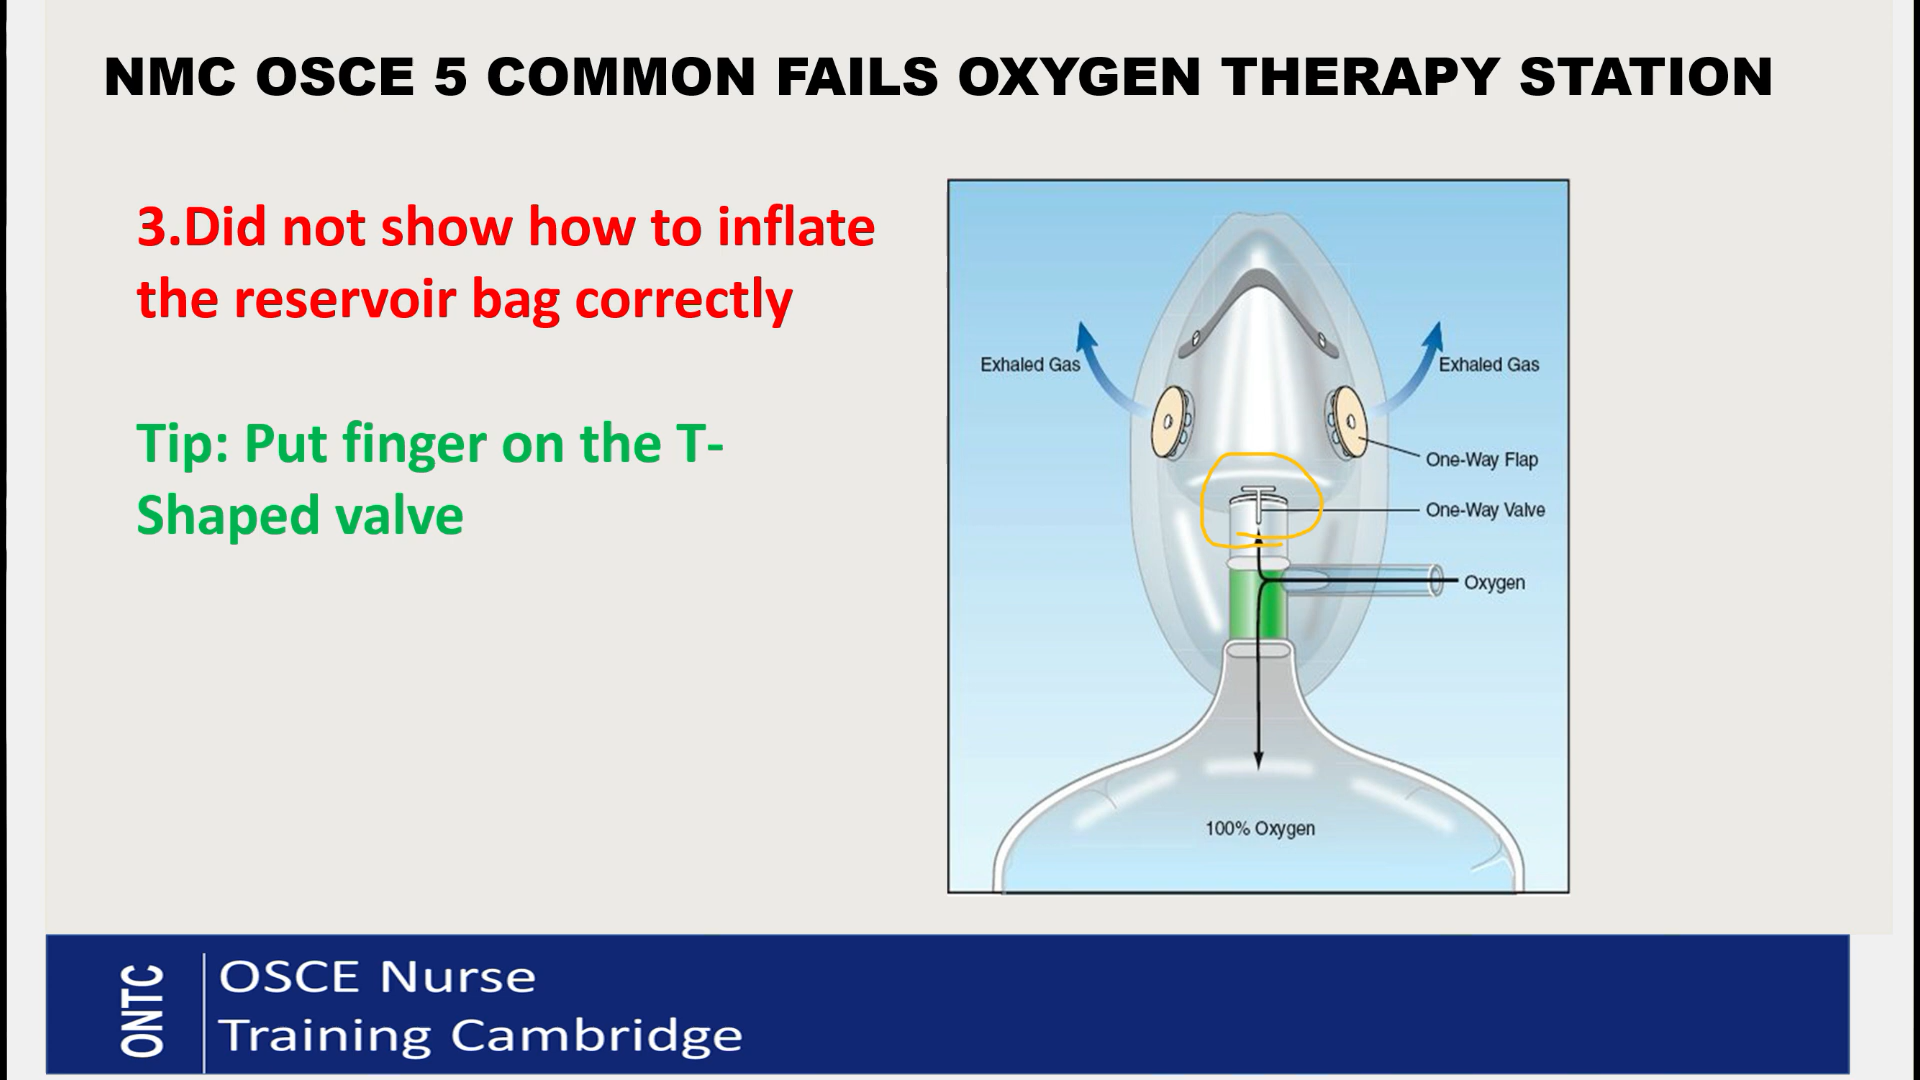 NMC OSCE 5 COMMON FAILS OXYGEN THERAPY STATION
3.Did not show how to inflate
the reservoir bag correctly
Tip: Put finger on the T-
Shaped valve
Exhaled Gas
Exhaled Gas
One-Way Flap
One-Way Valve
Oxygen
100% Oxygen
ONTC
OSCE Nurse
Training Cambridge